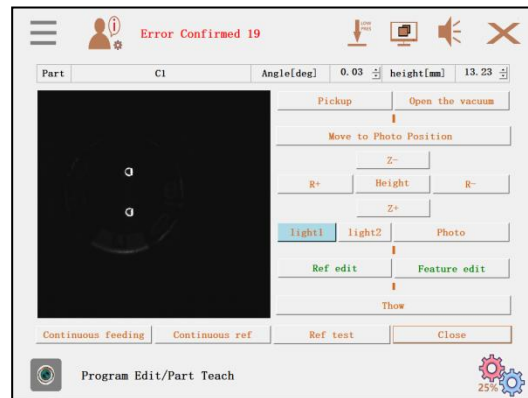 Error Confirmed 19
LOW PRES
Part C1 Angle[deg] 0.03 height[mm] 13.23
Pickup Open the vacuum
Move to Photo Position
Z-
R+ Height R-
Z+
light1 light2 Photo
Ref edit Feature edit
Thow
Continuous feeding Continuous ref Ref test Close
Program Edit/Part Teach
25%